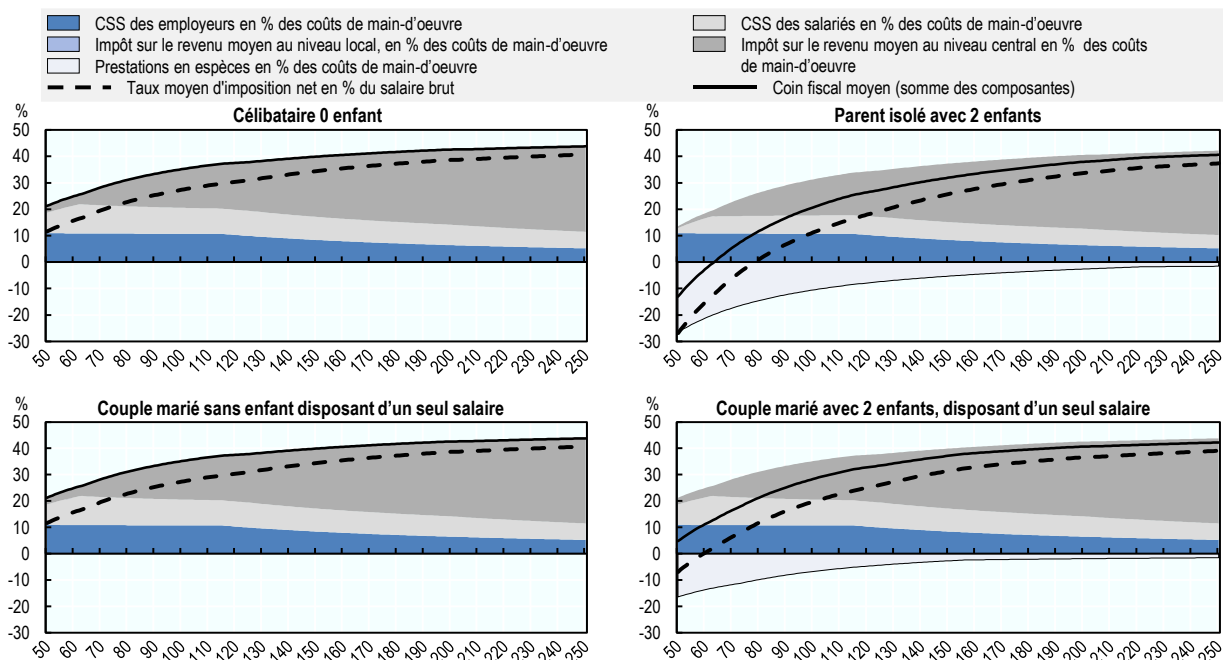 CSS des employeurs en % des coûts de main-d'oeuvre
CSS des salariés en % des coûts de main-d'oeuvre
Impôt sur le revenu moyen au niveau local, en % des coûts de main-d'oeuvre
Impôt sur le revenu moyen au niveau central en % des coûts
de main-d'oeuvre
Prestations en espèces en % des coûts de main-d'oeuvre
Taux moyen d'imposition net en % du salaire brut
Coin fiscal moyen (somme des composantes)
%
Célibataire 0 enfant
50
40
30
20
10
0
-10
-20
-30
50 60 70 80 90 100 110 120 130 140 150 160 170 180 190 200 210 220 230 240 250
%
Parent isolé avec 2 enfants
50
40
30
20
10
0
-10
-20
-30
50 60 70 80 90 100 110 120 130 140 150 160 170 180 190 200 210 220 230 240 250
%
Couple marié sans enfant disposant d'un seul salaire
50
40
30
20
10
0
-10
-20
-30
50 60 70 80 90 100 110 120 130 140 150 160 170 180 190 200 210 220 230 240 250
%
Couple marié avec 2 enfants, disposant d'un seul salaire
50
40
30
20
10
0
-10
-20
-30
50 60 70 80 90 100 110 120 130 140 150 160 170 180 190 200 210 220 230 240 250